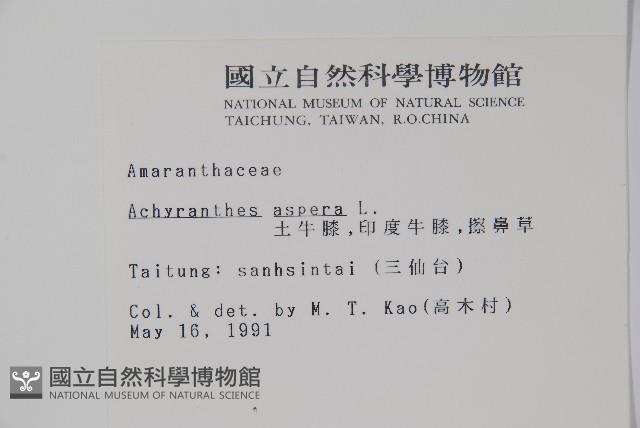 國立自然科學博物館
NATIONAL MUSEUM OF NATURAL SCIENCE
TAICHUNG, TAIWAN, R.O.CHINA
Amaranthaceae
Achyranthes aspera L.
土牛膝,印度牛膝,擦鼻草
Taitung: sanhsintai (三仙台)
Col. & det. by M. T. Kao(高木村)
May 16, 1991
國立自然科學博物館
NATIONAL MUSEUM OF NATURAL SCIENCE